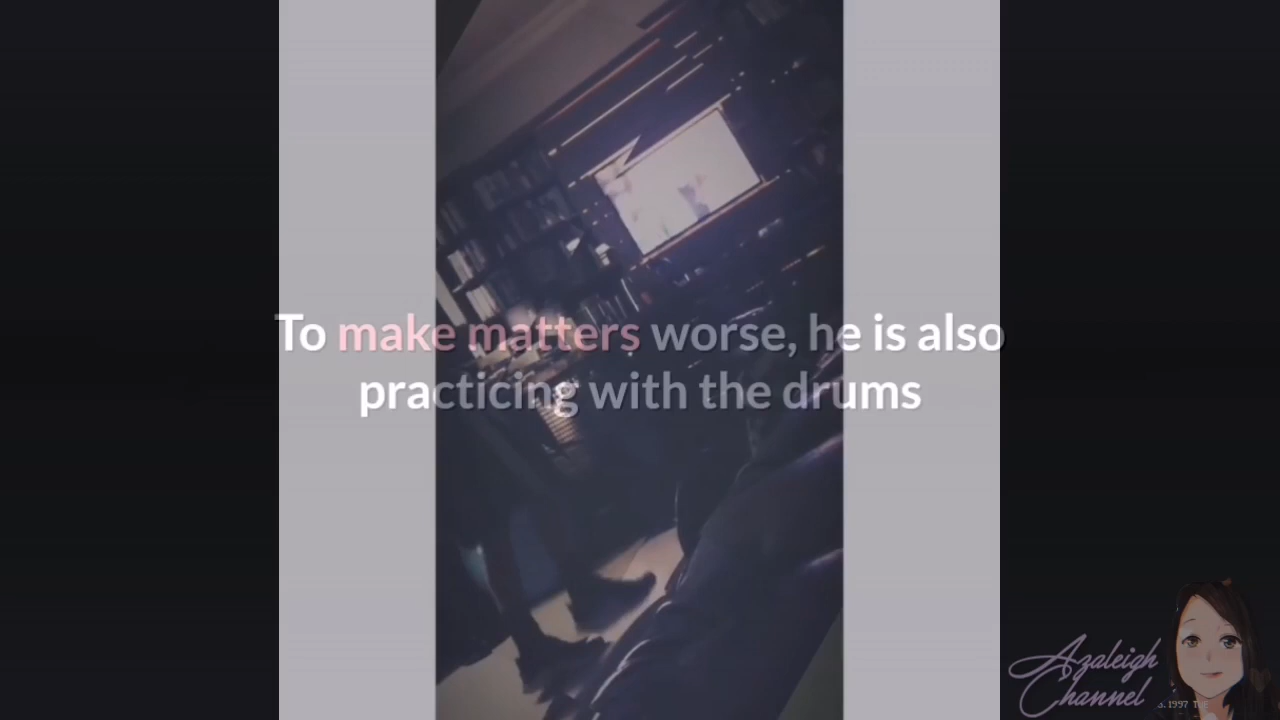 To make matters worse, he is also
practicing with the drums
Azaleigh
Channel